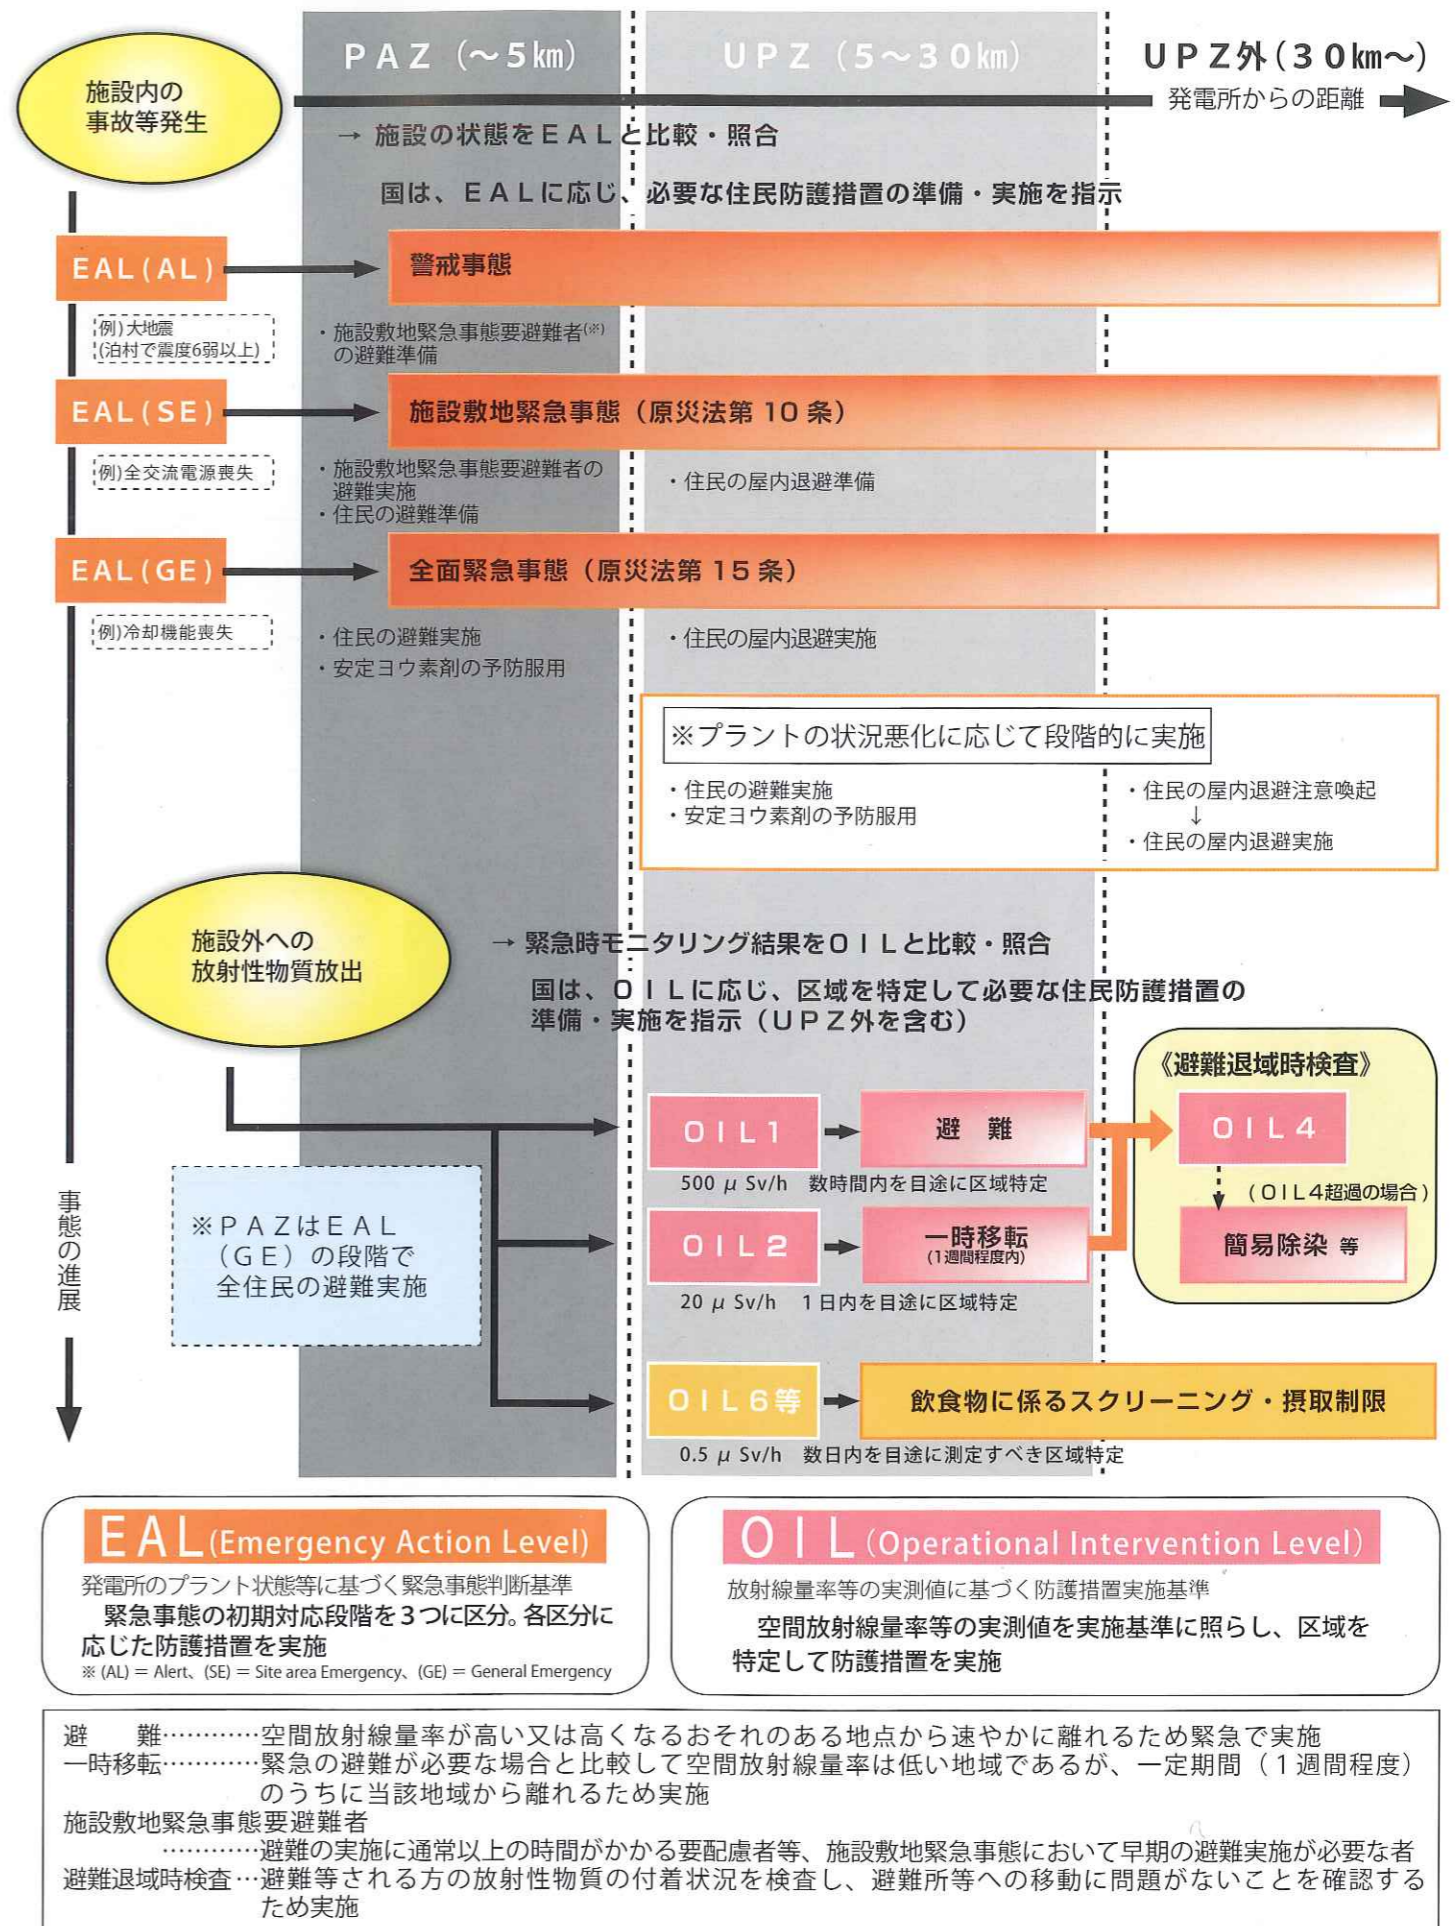 PAZ（～5㎞）
UPZ（5～30㎞）
UPZ外（30㎞～）
施設内の
事故等発生
発電所からの距離
→ 施設の状態をEALと比較・照合
国は、EALに応じ、必要な住民防護措置の準備・実施を指示
EAL(AL)
警戒事態
例)大地震
(泊村で震度6弱以上)
・施設敷地緊急事態要避難者(※)
の避難準備
EAL(SE)
施設敷地緊急事態（原災法第 10 条）
例)全交流電源喪失
・施設敷地緊急事態要避難者の
避難実施
・住民の避難準備
・住民の屋内退避準備
EAL(GE)
全面緊急事態（原災法第 15 条）
例)冷却機能喪失
・住民の避難実施
・安定ヨウ素剤の予防服用
・住民の屋内退避実施
※プラントの状況悪化に応じて段階的に実施
・住民の避難実施
・安定ヨウ素剤の予防服用
・住民の屋内退避注意喚起
↓
・住民の屋内退避実施
施設外への
放射性物質放出
→ 緊急時モニタリング結果をOILと比較・照合
国は、OILに応じ、区域を特定して必要な住民防護措置の
準備・実施を指示（UPZ外を含む）
《避難退域時検査》
OIL1
避　難
OIL4
500 μ Sv/h　数時間内を目途に区域特定
(OIL4超過の場合)
※PAZはEAL
（GE）の段階で
全住民の避難実施
OIL2
一時移転
(1週間程度内)
簡易除染 等
20 μ Sv/h　1日内を目途に区域特定
事態の進展
OIL6等
飲食物に係るスクリーニング・摂取制限
0.5 μ Sv/h　数日内を目途に測定すべき区域特定
EAL(Emergency Action Level)
発電所のプラント状態等に基づく緊急事態判断基準
緊急事態の初期対応段階を3つに区分。各区分に
応じた防護措置を実施
※ (AL) = Alert、(SE) = Site area Emergency、(GE) = General Emergency
OIL(Operational Intervention Level)
放射線量率等の実測値に基づく防護措置実施基準
空間放射線量率等の実測値を実施基準に照らし、区域を
特定して防護措置を実施
避　　難…………空間放射線量率が高い又は高くなるおそれのある地点から速やかに離れるため緊急で実施
一時移転…………緊急の避難が必要な場合と比較して空間放射線量率は低い地域であるが、一定期間（1週間程度）
のうちに当該地域から離れるため実施
施設敷地緊急事態要避難者
…………避難の実施に通常以上の時間がかかる要配慮者等、施設敷地緊急事態において早期の避難実施が必要な者
避難退域時検査…避難等される方の放射性物質の付着状況を検査し、避難所等への移動に問題がないことを確認する
ため実施